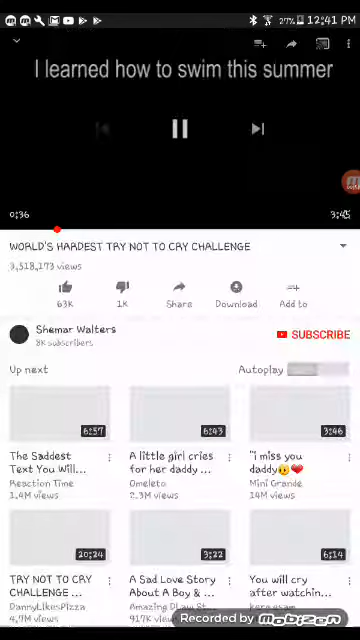 27% 12:41 PM
I learned how to swim this summer
0:36
3:45
WORLD'S HARDEST TRY NOT TO CRY CHALLENGE
3,518,173 views
63K
1K
Share
Download
Add to
Shemar Walters
8K subscribers
SUBSCRIBE
Up next
Autoplay
6:57
6:43
3:46
The Saddest
Text You Will...
Reaction Time
1.4M views
A little girl cries
for her daddy ...
Omeleto
2.3M views
"i miss you
daddy😢❤
Mini Grande
14M views
20:24
3:22
6:14
TRY NOT TO CRY
CHALLENGE ...
DannyLikesPizza
4.7M views
A Sad Love Story
About A Boy & ...
Amazing DLaw St...
917K
You will cry
after watchin...
Recorded by mobizen